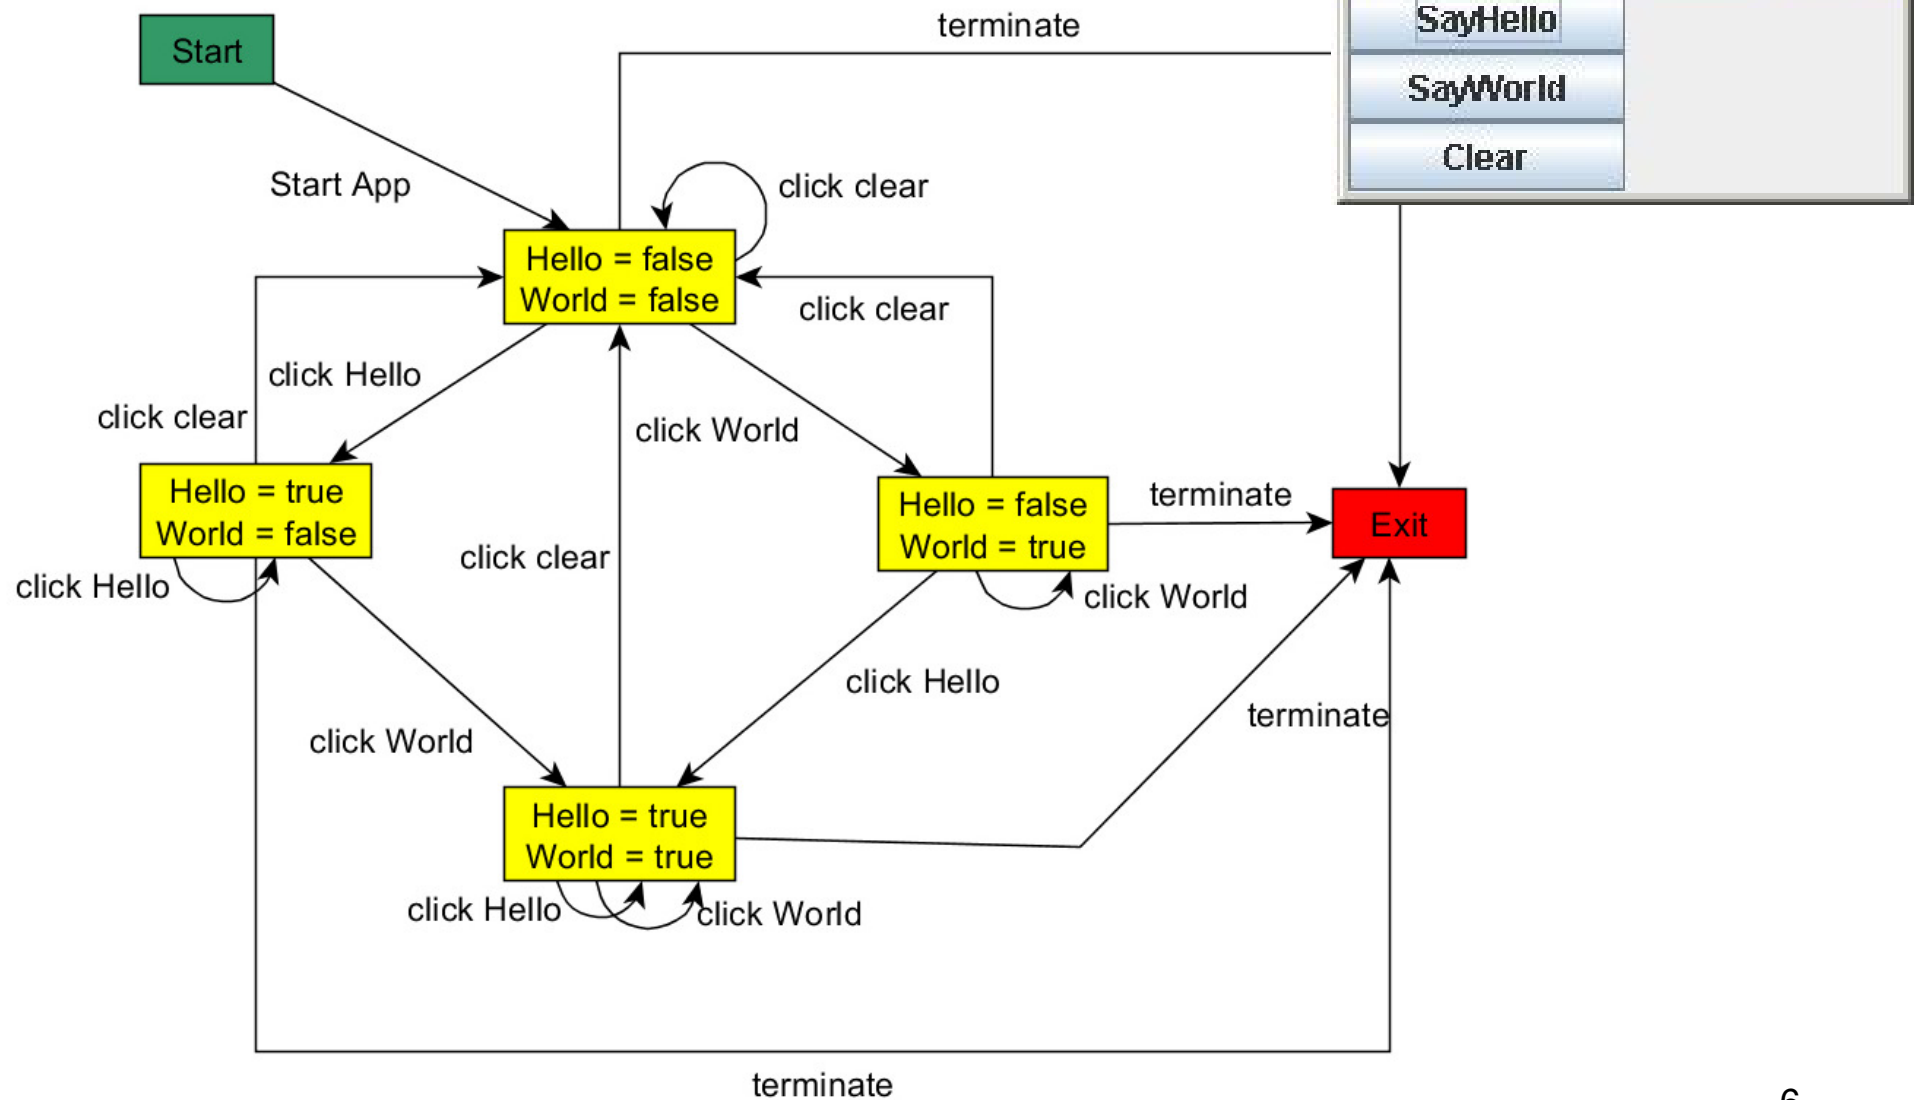 terminate
SayHello
Start
SayWorld
Clear
Start App
click clear
Hello = false
World = false
click clear
click Hello
click clear
click World
Hello = true
World = false
Hello = false
World = true
terminate
Exit
click clear
click Hello
click World
click Hello
terminate
click World
Hello = true
World = true
click Hello
click World
terminate